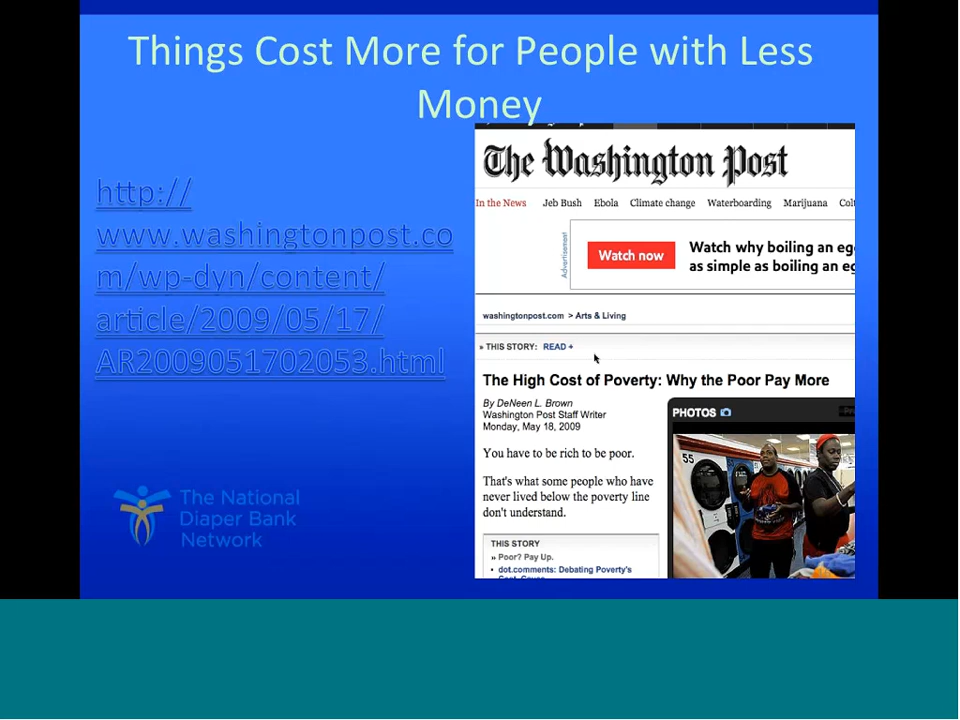 Things Cost More for People with Less
Money
http://
www.washingtonpost.co
m/wp-dyn/content/
article/2009/05/17/
AR2009051702053.html
The National
Diaper Bank
Network
The Washington Post
In the News Jeb Bush Ebola Climate change Waterboarding Marijuana Col
Advertisement
Watch now
Watch why boiling an eg
as simple as boiling an eg
washingtonpost.com > Arts & Living
» THIS STORY: READ +
The High Cost of Poverty: Why the Poor Pay More
By DeNeen L. Brown
Washington Post Staff Writer
Monday, May 18, 2009
You have to be rich to be poor.
That's what some people who have
never lived below the poverty line
don't understand.
THIS STORY
» Poor? Pay Up.
• dot.comments: Debating Poverty's
PHOTOS
55